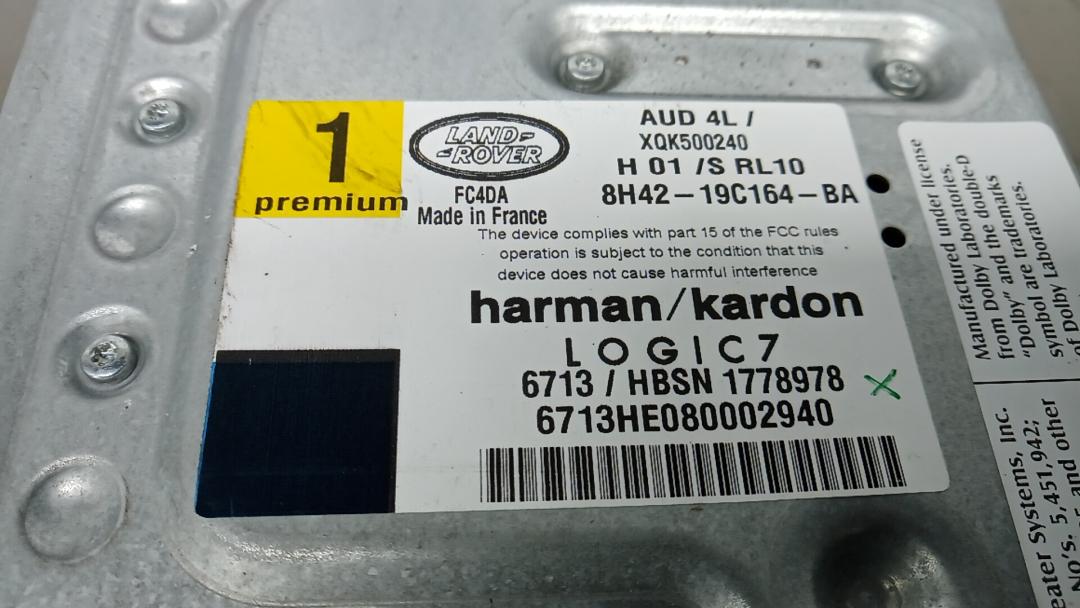 1
premium
LAND-
-ROVER
FC4DA
Made in France
AUD 4L /
XQK500240
H 01 /S RL10
8H42-19C164-BA
The device complies with part 15 of the FCC rules
operation is subject to the condition that this
device does not cause harmful interference
harman/kardon
LOGIC7
6713 / HBSN 1778978
6713HE080002940
Manufactured under license
from Dolby Laboratories.
"Dolby" and the double-D
symbol are trademarks
of Dolby Laboratories
eater Systems, Inc.
No's. 5,451,942;
5 and other